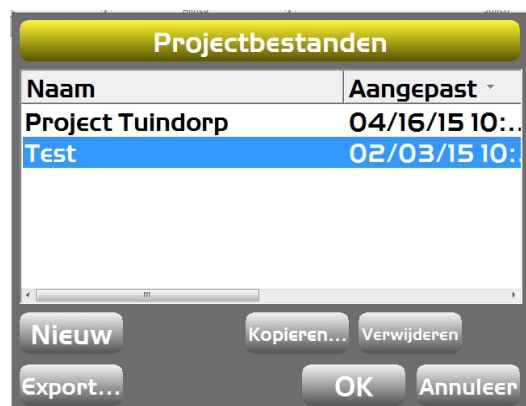 Projectbestanden
Naam Aangepast
Project Tuindorp 04/16/15 10:..
Test 02/03/15 10:.
Nieuw Kopieren... Verwijderen
Export... OK Annuleer